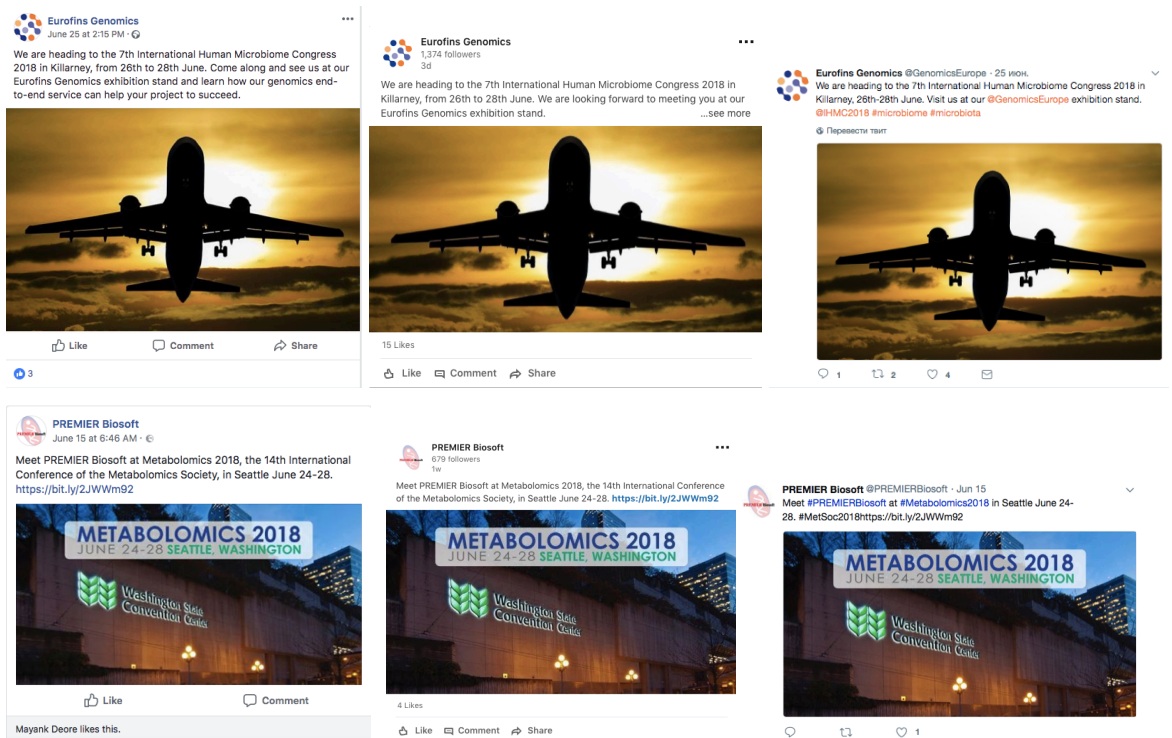 Eurofins Genomics
June 25 at 2:15 PM ·
We are heading to the 7th International Human Microbiome Congress
2018 in Killarney, from 26th to 28th June. Come along and see us at our
Eurofins Genomics exhibition stand and learn how our genomics end-
to-end service can help your project to succeed.
Like Comment Share
3
Eurofins Genomics
1,374 followers
3d
We are heading to the 7th International Human Microbiome Congress 2018 in
Killarney, from 26th to 28th June. We are looking forward to meeting you at our
Eurofins Genomics exhibition stand. ...see more
15 Likes
Like Comment Share
Eurofins Genomics @GenomicsEurope · 25 июн.
We are heading to the 7th International Human Microbiome Congress 2018 in
Killarney, 26th-28th June. Visit us at our @GenomicsEurope exhibition stand.
@IHMC2018 #microbiome #microbiota
Перевести твит
1 2 4
PREMIER Biosoft
PREMIER Biosoft
June 15 at 6:46 AM ·
Meet PREMIER Biosoft at Metabolomics 2018, the 14th International
Conference of the Metabolomics Society, in Seattle June 24-28.
https://bit.ly/2JWWm92
METABOLOMICS 2018
JUNE 24-28 SEATTLE, WASHINGTON
Washington State
Convention Center
Like Comment
Mayank Deore likes this.
PREMIER Biosoft
PREMIER Biosoft
679 followers
1w
Meet PREMIER Biosoft at Metabolomics 2018, the 14th International Conference
of the Metabolomics Society, in Seattle June 24-28. https://bit.ly/2JWWm92
METABOLOMICS 2018
JUNE 24-28 SEATTLE, WASHINGTON
Washington State
Convention Center
4 Likes
Like Comment Share
PREMIER Biosoft
PREMIER Biosoft @PREMIERBiosoft · Jun 15
Meet #PREMIERBiosoft at #Metabolomics2018 in Seattle June 24-
28. #MetSoc2018https://bit.ly/2JWWm92
METABOLOMICS 2018
JUNE 24-28 SEATTLE, WASHINGTON
Washington State
Convention Center
1